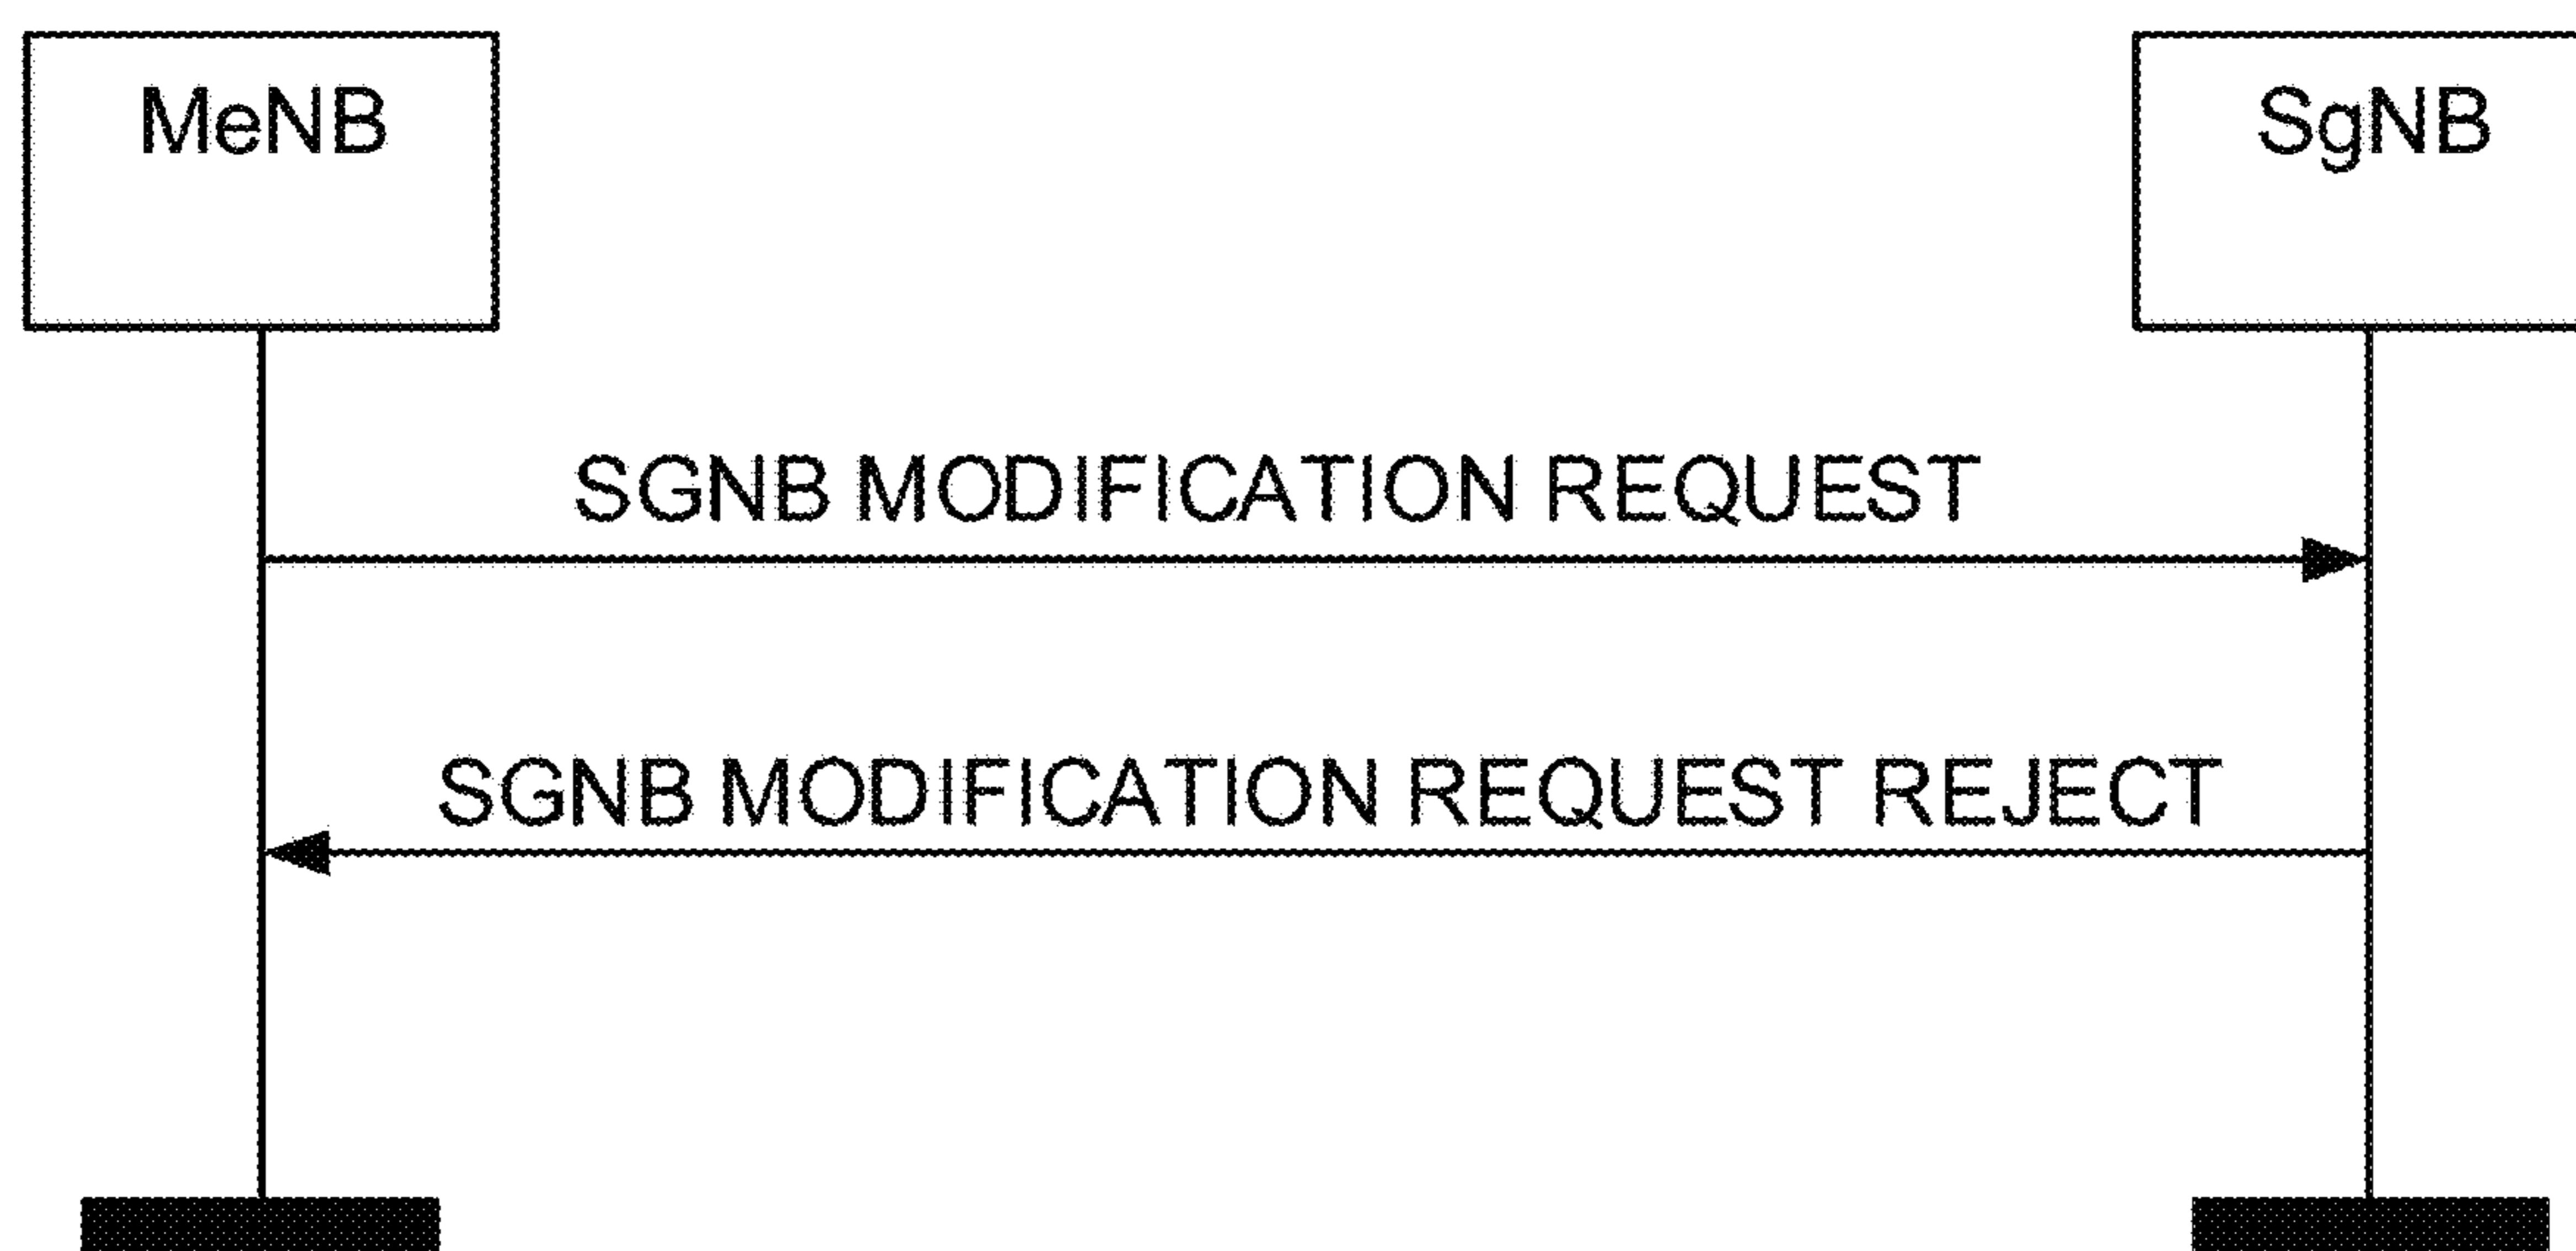 MeNB
SgNB
SGNB MODIFICATION REQUEST
SGNB MODIFICATION REQUEST REJECT